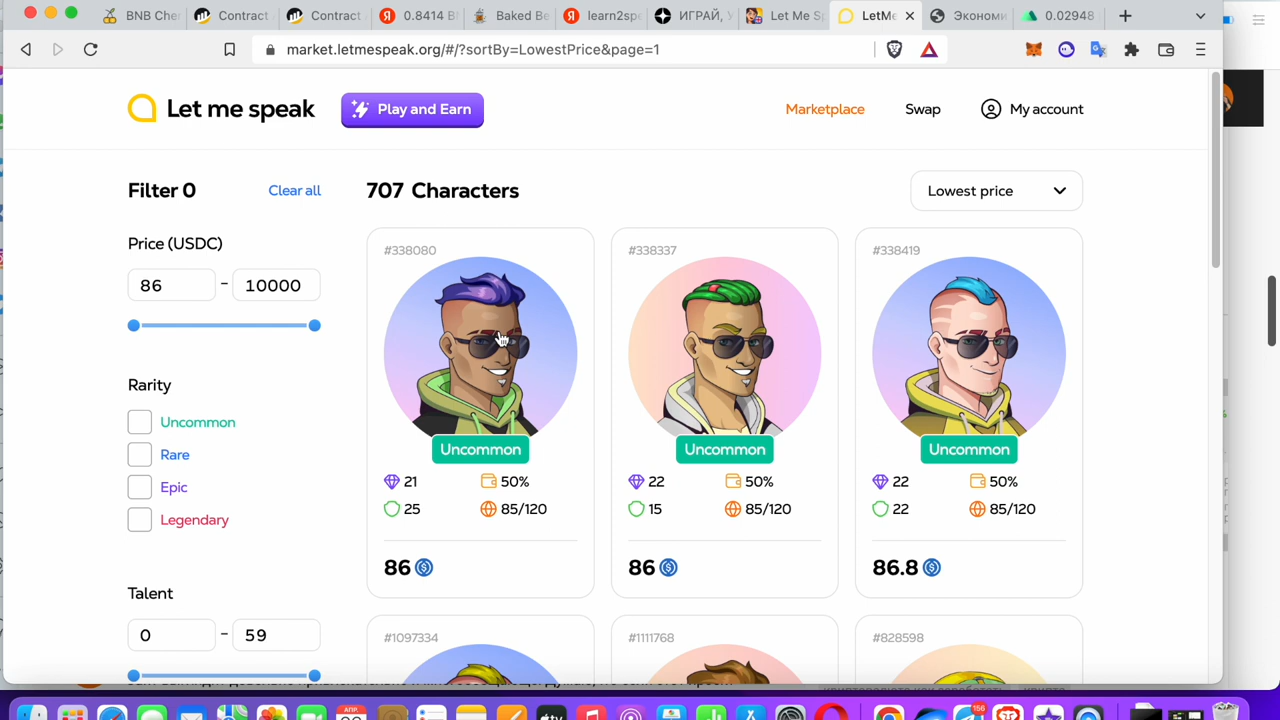 BNB Che
Contract
Contract
0.8414 B
Baked Be
learn2spe
ИГРАЙ, У
Let Me S
LetMe
Экономи
0.02948
market.letmespeak.org/#/?sortBy=LowestPrice&page=1
Let me speak
Play and Earn
Marketplace
Swap
My account
Filter 0
Clear all
707 Characters
Lowest price
Price (USDC)
86 - 10000
Rarity
Uncommon
Rare
Epic
Legendary
Talent
0 - 59
#338080
Uncommon
21 50%
25 85/120
86
#338337
Uncommon
22 50%
15 85/120
86
#338419
Uncommon
22 50%
22 85/120
86.8
#1097334
#1111768
#828598
АПР.
156